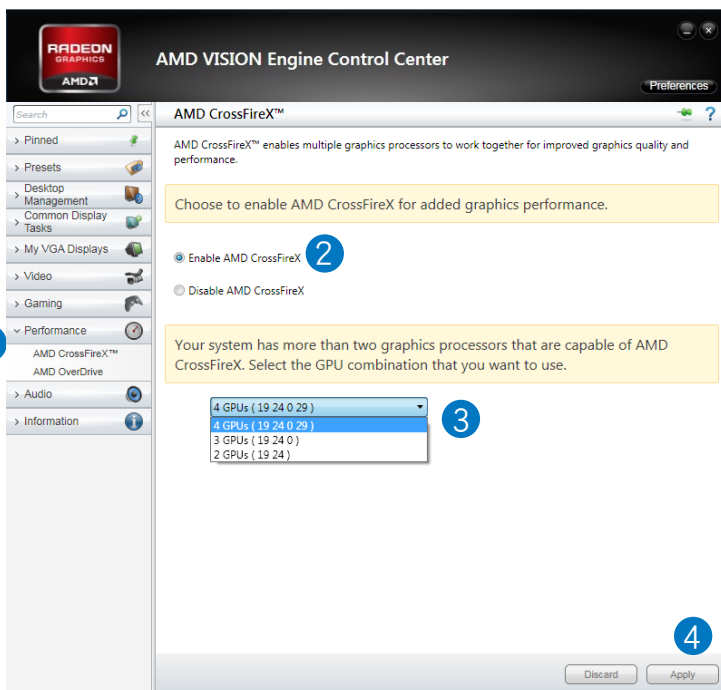 RADEON
GRAPHICS
AMD
AMD VISION Engine Control Center
Preferences
Search
AMD CrossFireX™
?
Pinned
Presets
Desktop
Management
Common Display
Tasks
My VGA Displays
Video
Gaming
Performance
AMD CrossFireX™
AMD OverDrive
Audio
Information
AMD CrossFireX™ enables multiple graphics processors to work together for improved graphics quality and
performance.
Choose to enable AMD CrossFireX for added graphics performance.
Enable AMD CrossFireX
2
Disable AMD CrossFireX
Your system has more than two graphics processors that are capable of AMD
CrossFireX. Select the GPU combination that you want to use.
4 GPUs ( 19 24 0 29 )
4 GPUs ( 19 24 0 29 )
3 GPUs ( 19 24 0 )
2 GPUs ( 19 24 )
3
4
Discard
Apply